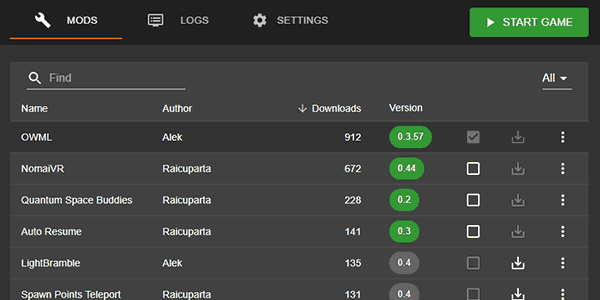 MODS LOGS SETTINGS START GAME
Find All
Name Author Downloads Version
OWML Alek 912 0.3.57
NomaiVR Raicuparta 672 0.44
Quantum Space Buddies Raicuparta 228 0.2
Auto Resume Raicuparta 141 0.3
LightBramble Alek 135 0.4
Spawn Points Teleport Raicuparta 131 0.4